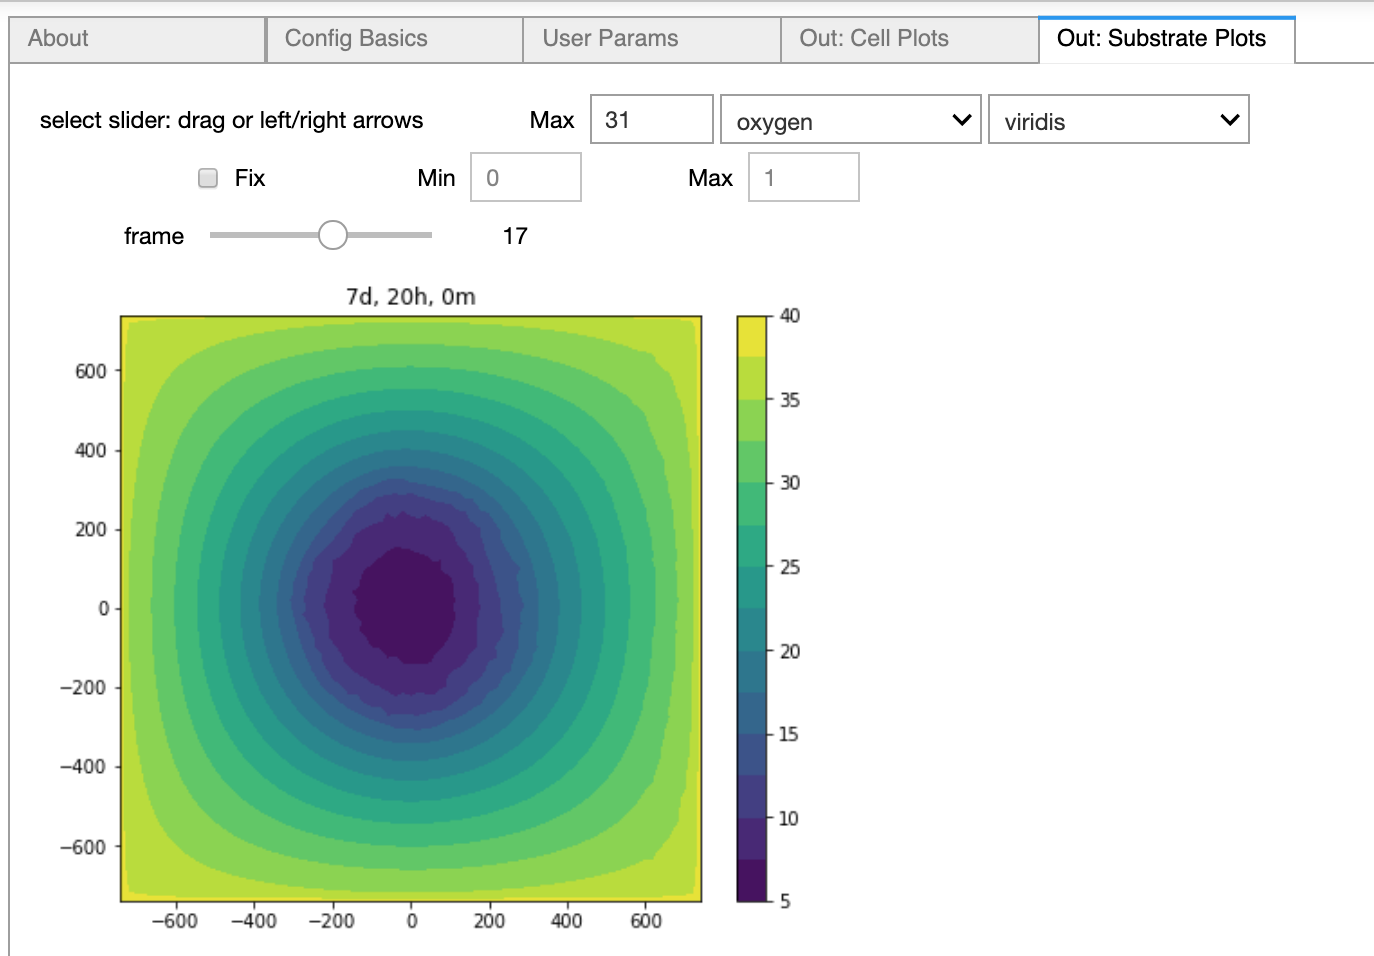 About Config Basics User Params Out: Cell Plots Out: Substrate Plots
select slider: drag or left/right arrows Max 31 oxygen viridis
Fix Min 0 Max 1
frame 17
7d, 20h, 0m
600
400
200
0
−200
−400
−600
−600 −400 −200 0 200 400 600
40
35
30
25
20
15
10
5